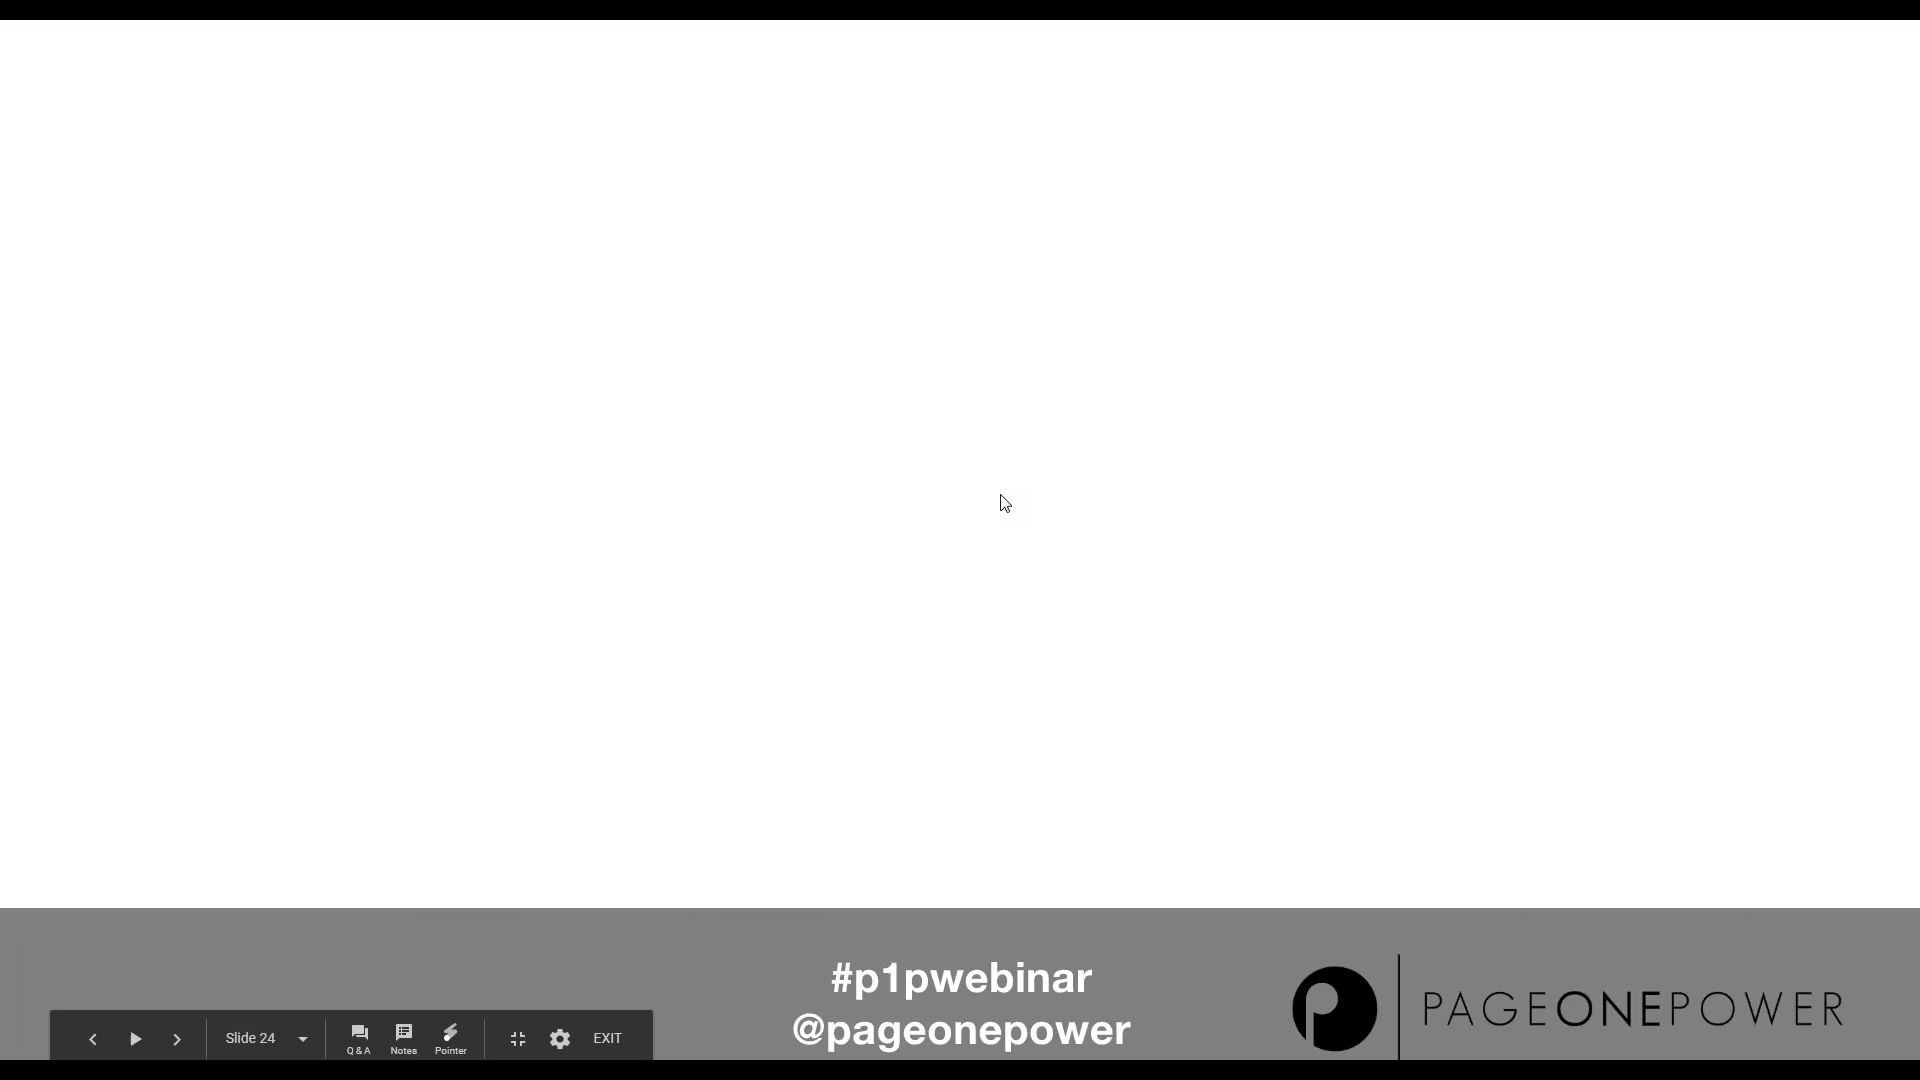 #p1pwebinar
@pageonepower
PAGEONEPOWER
Slide 24
Q & A
Notes
Pointer
EXIT